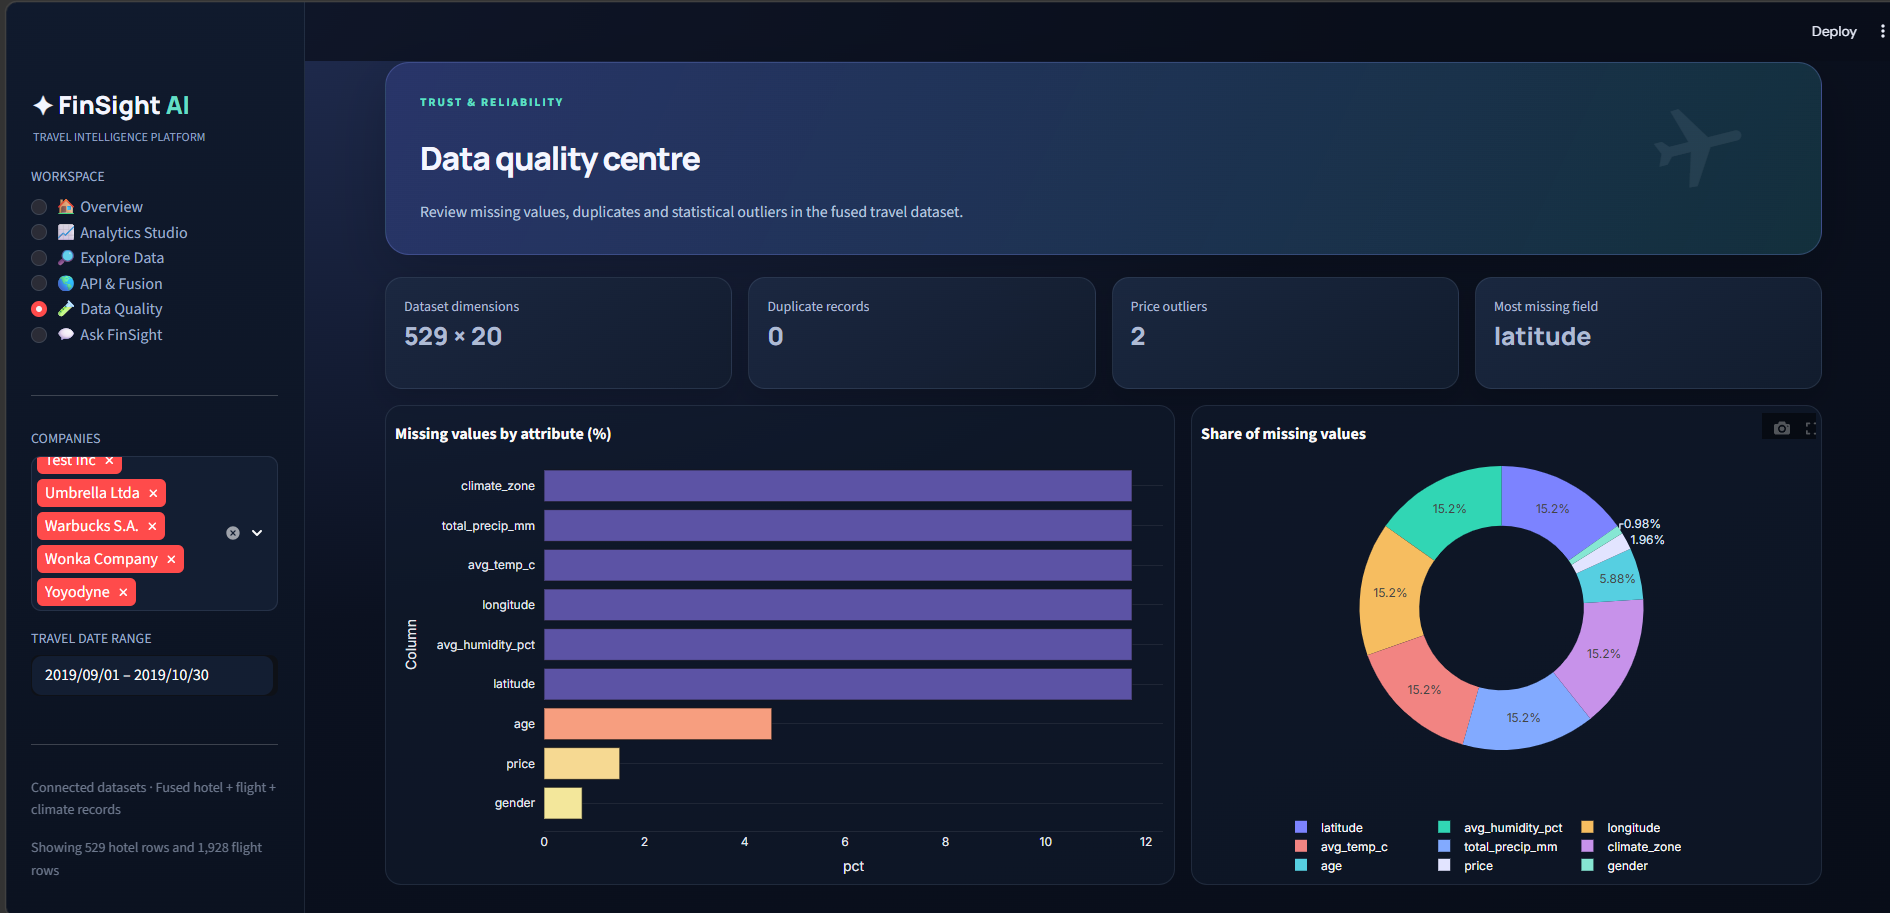 Deploy
FinSight AI
TRAVEL INTELLIGENCE PLATFORM
WORKSPACE
Overview
Analytics Studio
Explore Data
API & Fusion
Data Quality
Ask FinSight
COMPANIES
Test Inc ×
Umbrella Ltda ×
Warbucks S.A. ×
Wonka Company ×
Yoyodyne ×
TRAVEL DATE RANGE
2019/09/01 – 2019/10/30
Connected datasets · Fused hotel + flight +
climate records
Showing 529 hotel rows and 1,928 flight
rows
TRUST & RELIABILITY
Data quality centre
Review missing values, duplicates and statistical outliers in the fused travel dataset.
Dataset dimensions
529 × 20
Duplicate records
0
Price outliers
2
Most missing field
latitude
Missing values by attribute (%)
Column
climate_zone
total_precip_mm
avg_temp_c
longitude
avg_humidity_pct
latitude
age
price
gender
0 2 4 6 8 10 12
pct
Share of missing values
15.2%
15.2%
0.98%
1.96%
5.88%
15.2%
15.2%
15.2%
15.2%
latitude avg_humidity_pct longitude
avg_temp_c total_precip_mm climate_zone
age price gender